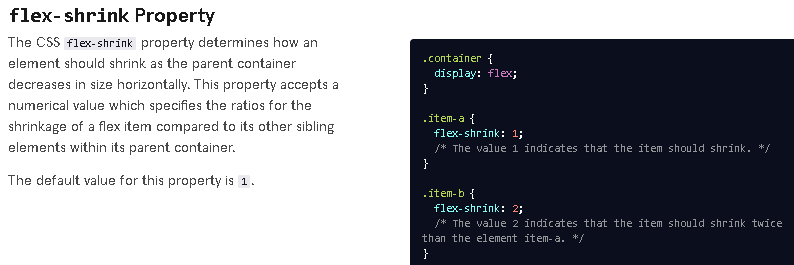 flex-shrink Property
The CSS flex-shrink property determines how an
element should shrink as the parent container
decreases in size horizontally. This property accepts a
numerical value which specifies the ratios for the
shrinkage of a flex item compared to its other sibling
elements within its parent container.
The default value for this property is 1.
.container {
  display: flex;
}
.item-a {
  flex-shrink: 1;
  /* The value 1 indicates that the item should shrink. */
}
.item-b {
  flex-shrink: 2;
  /* The value 2 indicates that the item should shrink twice
than the element item-a. */
}